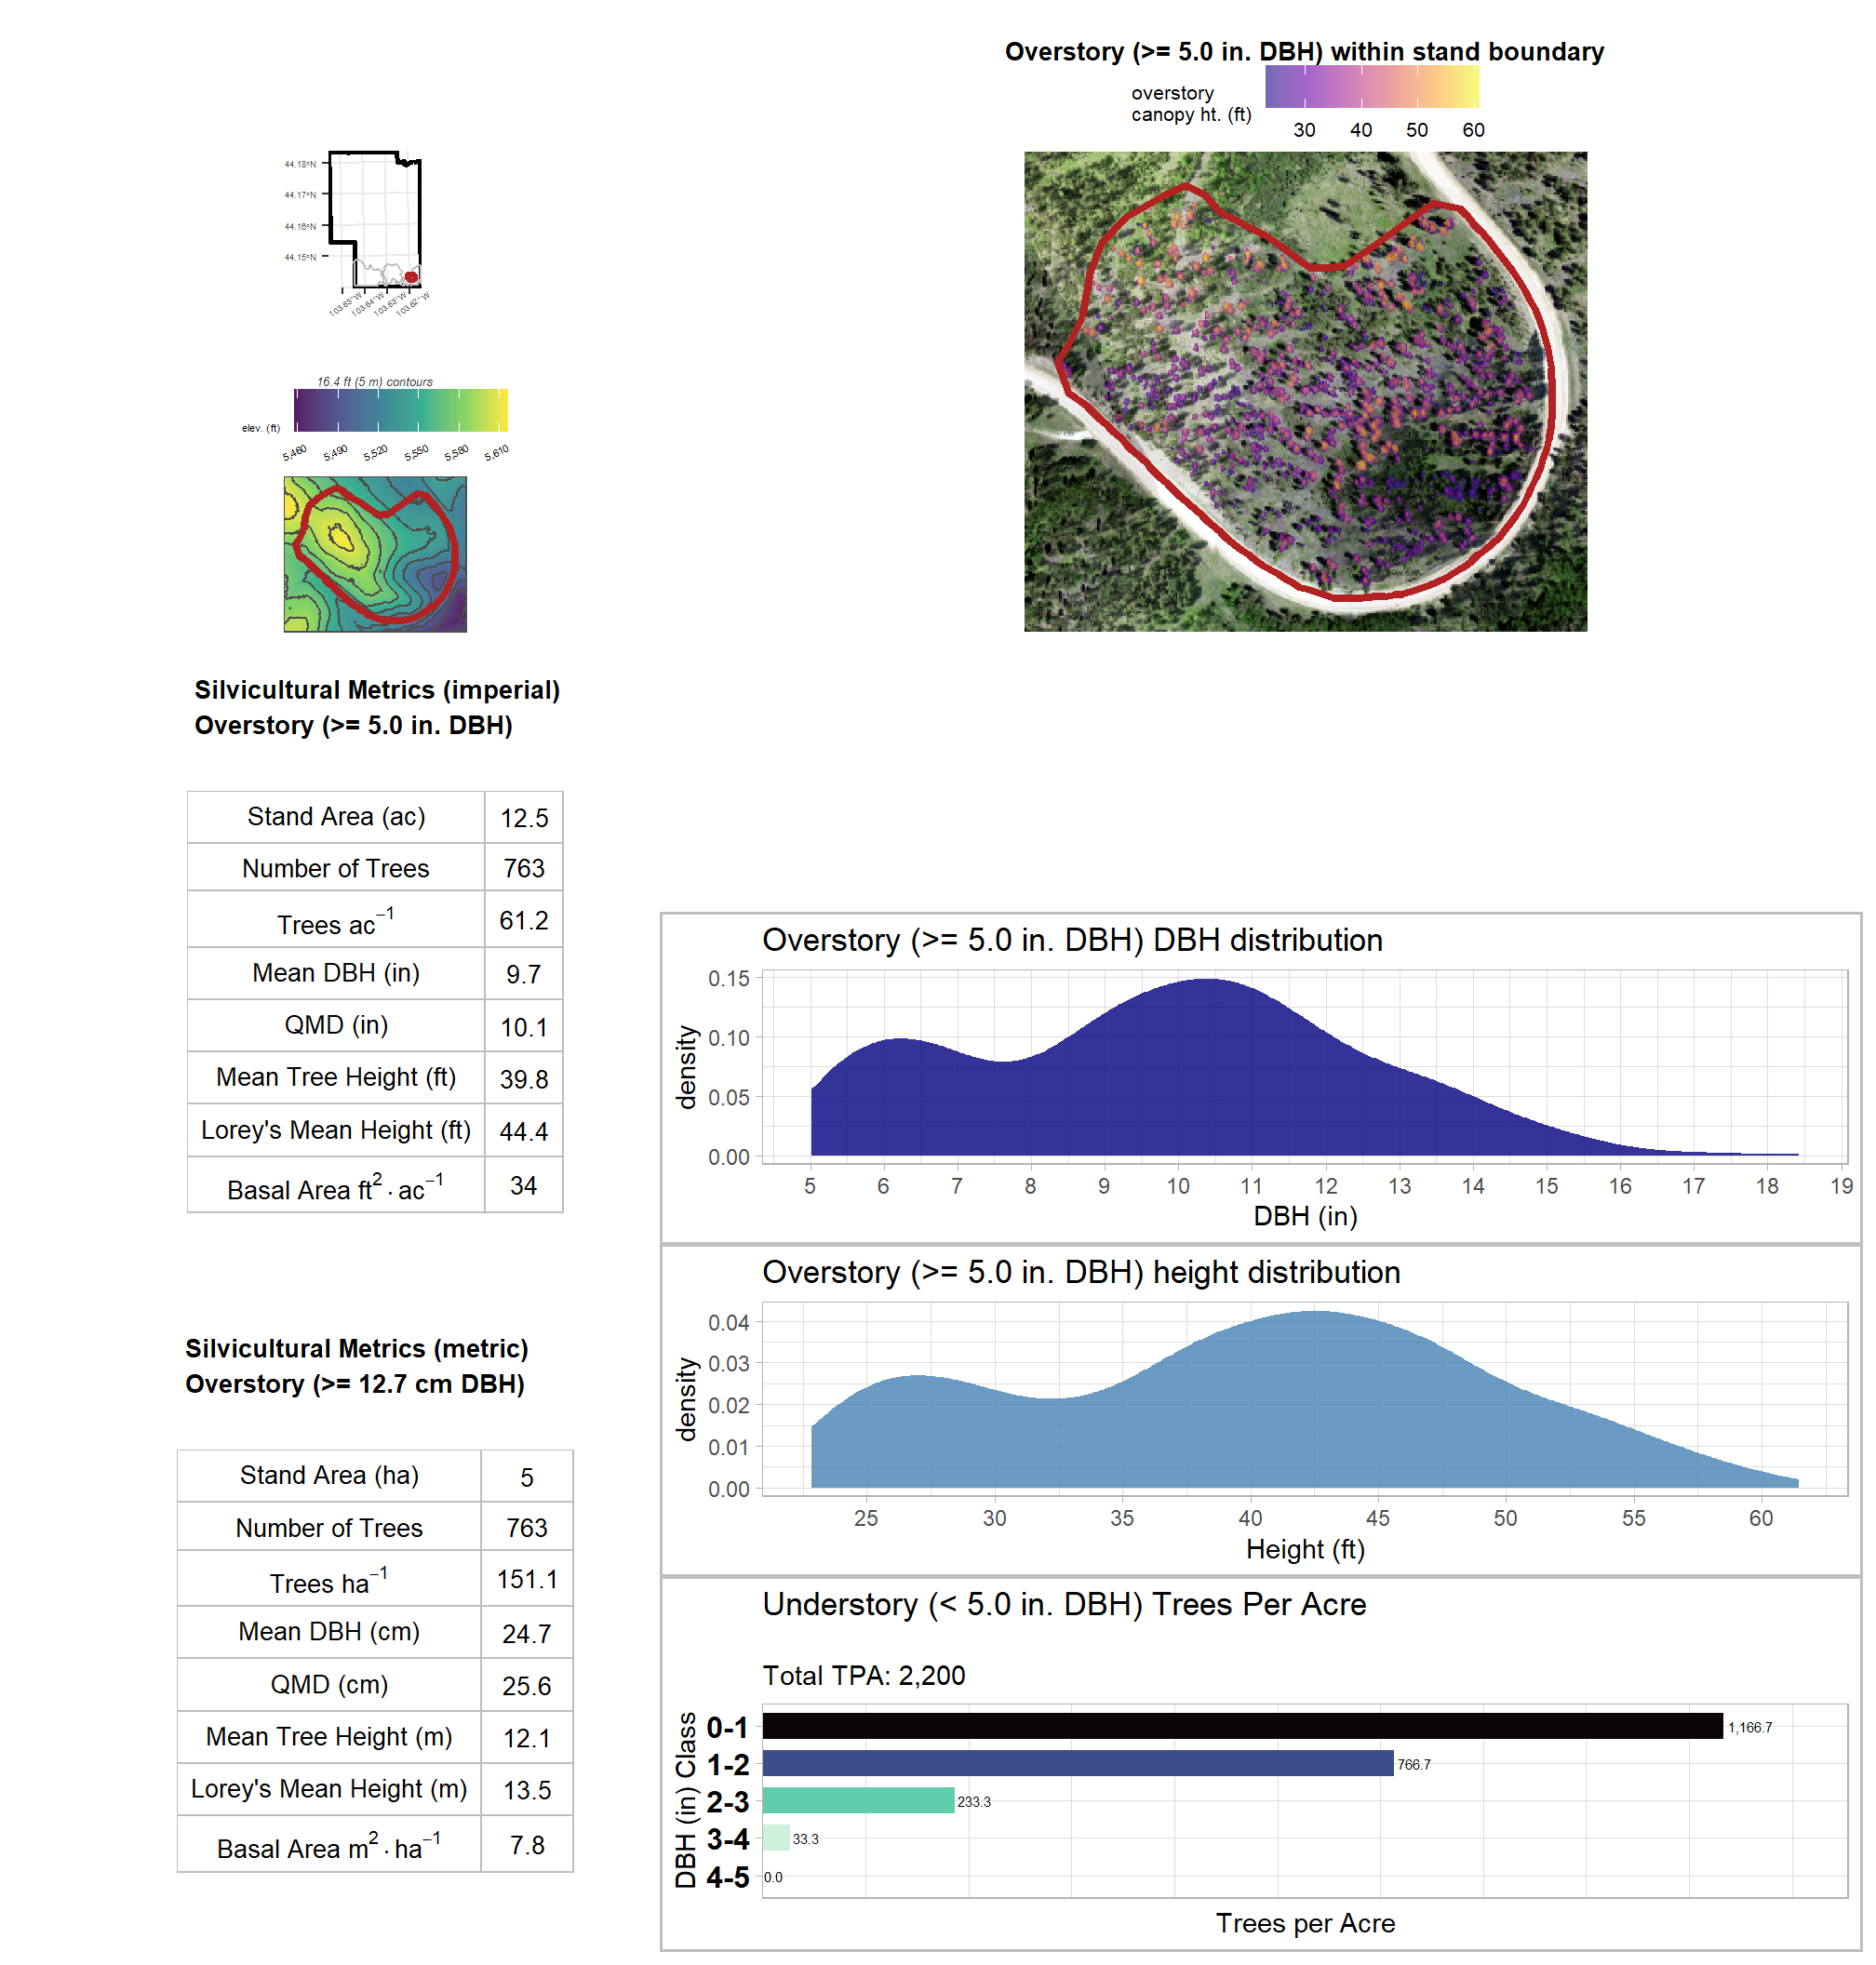 Overstory (>= 5.0 in. DBH) within stand boundary
overstory
canopy ht. (ft)
30 40 50 60
44.18°N
44.17°N
44.16°N
44.15°N
103.65°W 103.64°W 103.63°W 103.62°W
16.4 ft (5 m) contours
elev. (ft)
5,460 5,490 5,520 5,550 5,580 5,610
Silvicultural Metrics (imperial)
Overstory (>= 5.0 in. DBH)
Stand Area (ac) 12.5
Number of Trees 763
Trees ac⁻¹ 61.2
Mean DBH (in) 9.7
QMD (in) 10.1
Mean Tree Height (ft) 39.8
Lorey's Mean Height (ft) 44.4
Basal Area ft² · ac⁻¹ 34
Silvicultural Metrics (metric)
Overstory (>= 12.7 cm DBH)
Stand Area (ha) 5
Number of Trees 763
Trees ha⁻¹ 151.1
Mean DBH (cm) 24.7
QMD (cm) 25.6
Mean Tree Height (m) 12.1
Lorey's Mean Height (m) 13.5
Basal Area m² · ha⁻¹ 7.8
Overstory (>= 5.0 in. DBH) DBH distribution
density
0.15
0.10
0.05
0.00
5 6 7 8 9 10 11 12 13 14 15 16 17 18 19
DBH (in)
Overstory (>= 5.0 in. DBH) height distribution
density
0.04
0.03
0.02
0.01
0.00
25 30 35 40 45 50 55 60
Height (ft)
Understory (< 5.0 in. DBH) Trees Per Acre
Total TPA: 2,200
DBH (in) Class
0-1 1,166.7
1-2 766.7
2-3 233.3
3-4 33.3
4-5 0.0
Trees per Acre